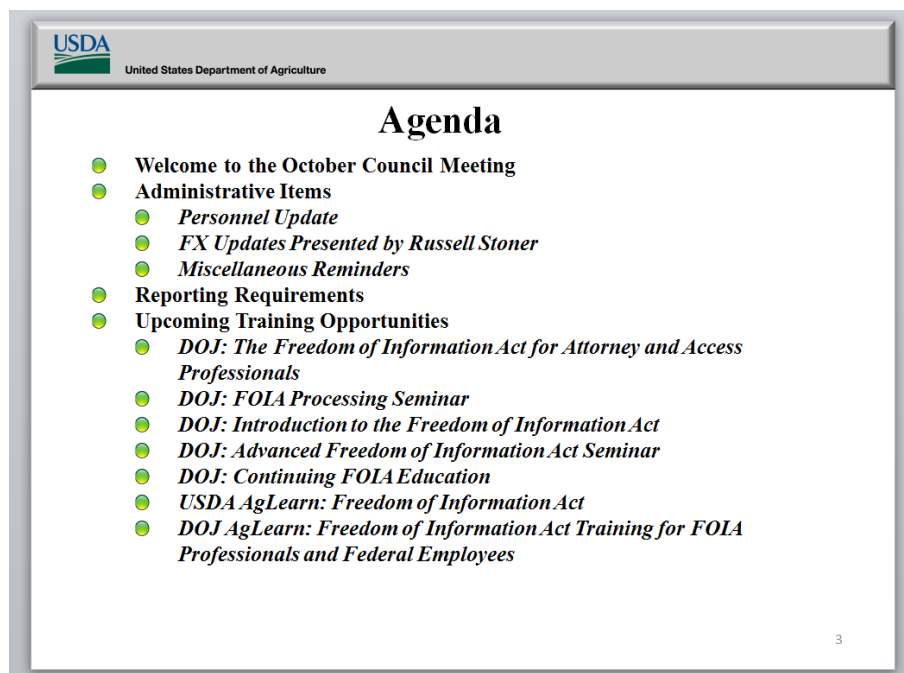 USDA
United States Department of Agriculture
Agenda
Welcome to the October Council Meeting
Administrative Items
Personnel Update
FX Updates Presented by Russell Stoner
Miscellaneous Reminders
Reporting Requirements
Upcoming Training Opportunities
DOJ: The Freedom of Information Act for Attorney and Access
Professionals
DOJ: FOIA Processing Seminar
DOJ: Introduction to the Freedom of Information Act
DOJ: Advanced Freedom of Information Act Seminar
DOJ: Continuing FOIA Education
USDA AgLearn: Freedom of Information Act
DOJ AgLearn: Freedom of Information Act Training for FOIA
Professionals and Federal Employees
3